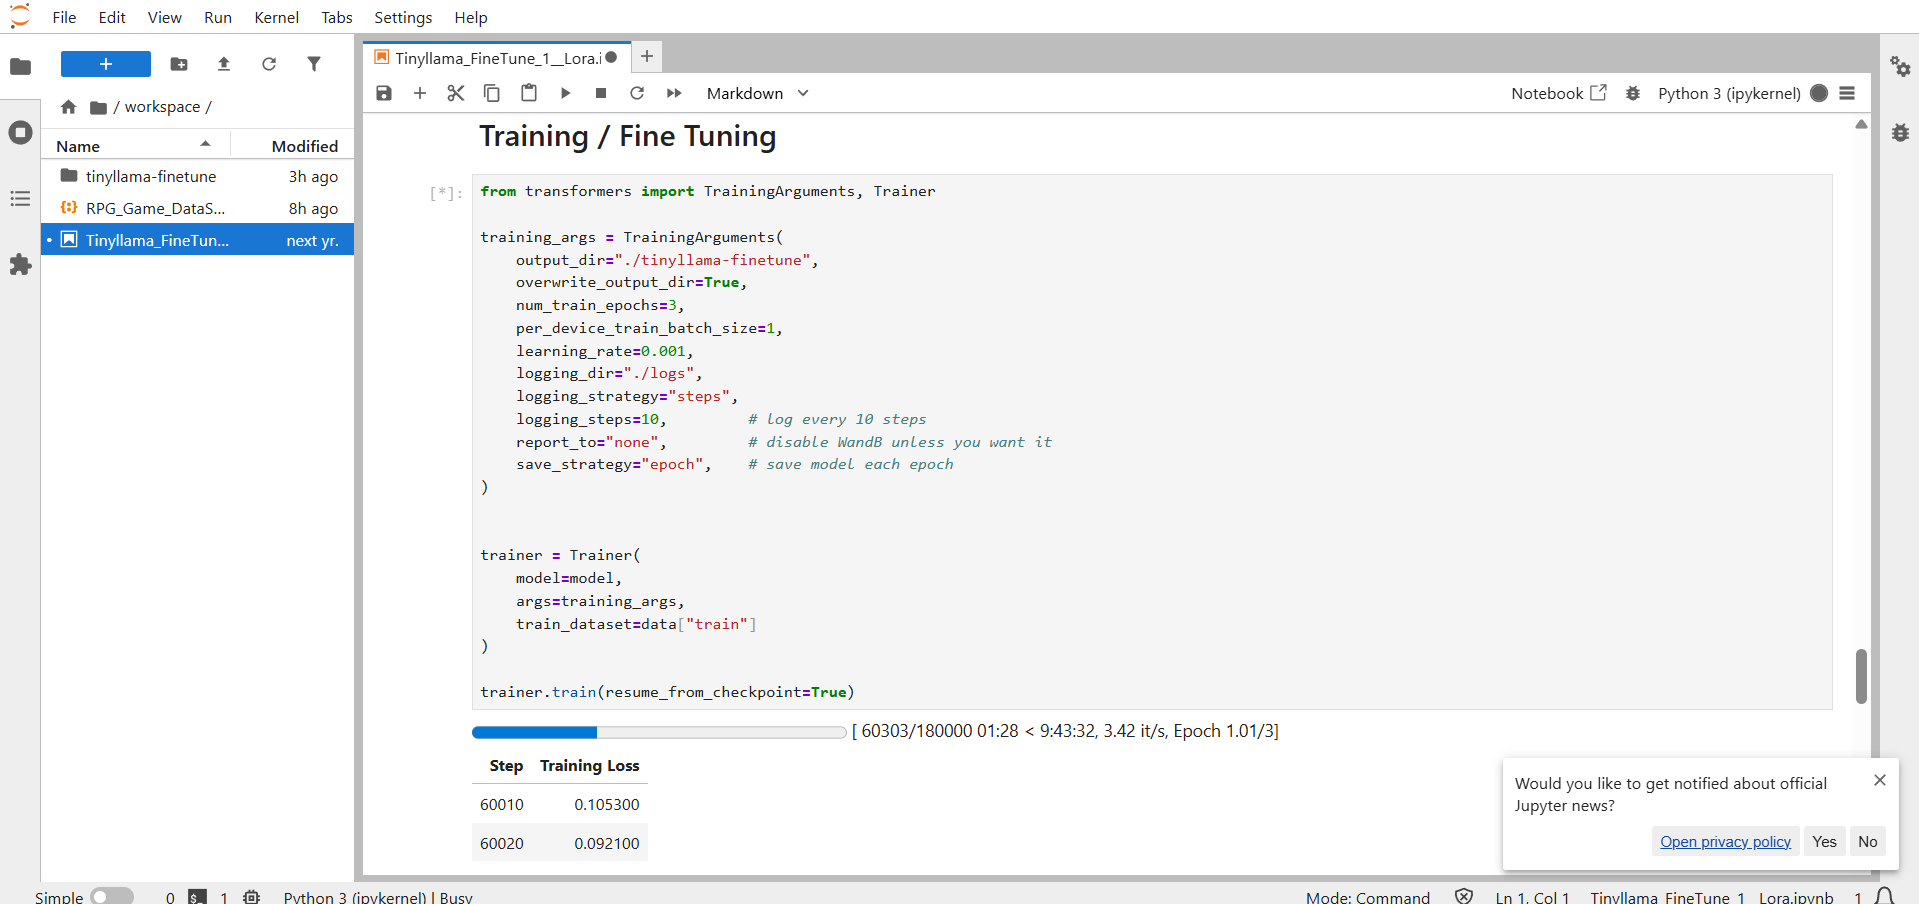 File Edit View Run Kernel Tabs Settings Help
Tinyllama_FineTune_1__Lora.i
Markdown
Notebook
Python 3 (ipykernel)
/ workspace /
Name Modified
tinyllama-finetune 3h ago
RPG_Game_DataS... 8h ago
Tinyllama_FineTun... next yr.
Training / Fine Tuning
[*]:
from transformers import TrainingArguments, Trainer
training_args = TrainingArguments(
output_dir="./tinyllama-finetune",
overwrite_output_dir=True,
num_train_epochs=3,
per_device_train_batch_size=1,
learning_rate=0.001,
logging_dir="./logs",
logging_strategy="steps",
logging_steps=10, # log every 10 steps
report_to="none", # disable WandB unless you want it
save_strategy="epoch", # save model each epoch
)
trainer = Trainer(
model=model,
args=training_args,
train_dataset=data["train"]
)
trainer.train(resume_from_checkpoint=True)
[ 60303/180000 01:28 < 9:43:32, 3.42 it/s, Epoch 1.01/3]
Step Training Loss
60010 0.105300
60020 0.092100
Would you like to get notified about official
Jupyter news?
Open privacy policy Yes No
Simple 0 $_ 1 Python 3 (ipykernel) | Busy Mode: Command Ln 1, Col 1 Tinyllama_FineTune_1__Lora.ipynb 1